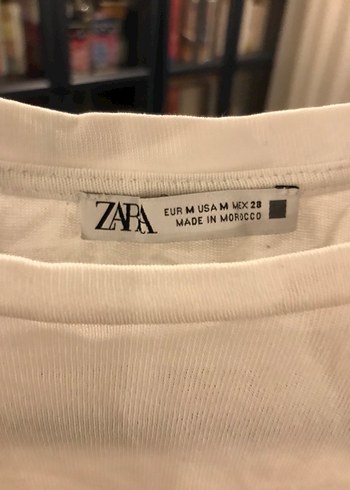 ZARA
EUR M USA M MEX 28
MADE IN MOROCCO